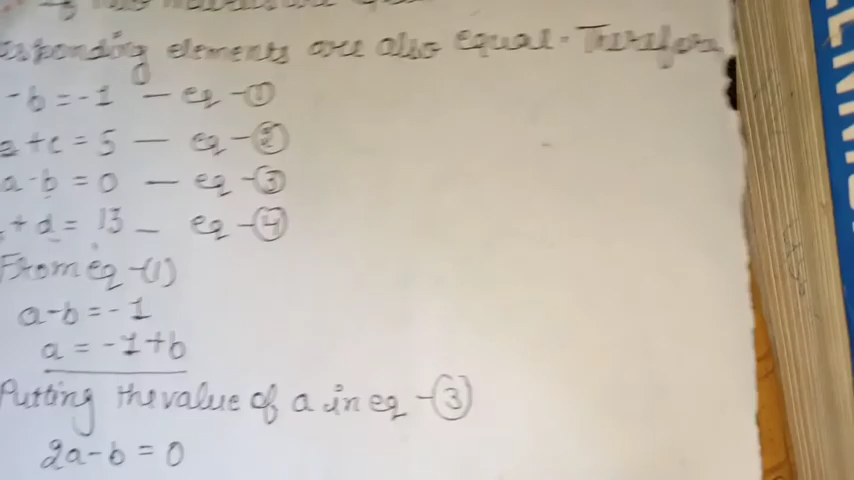 elements are also equal. Therefore
-b = -1 — eq-①
+c = 5 — eq-②
a-b = 0 — eq-③
+d = 13 — eq-④
From eq-(1)
a-b = -1
a = -1+b
Putting the value of a in eq-③
2a-b = 0